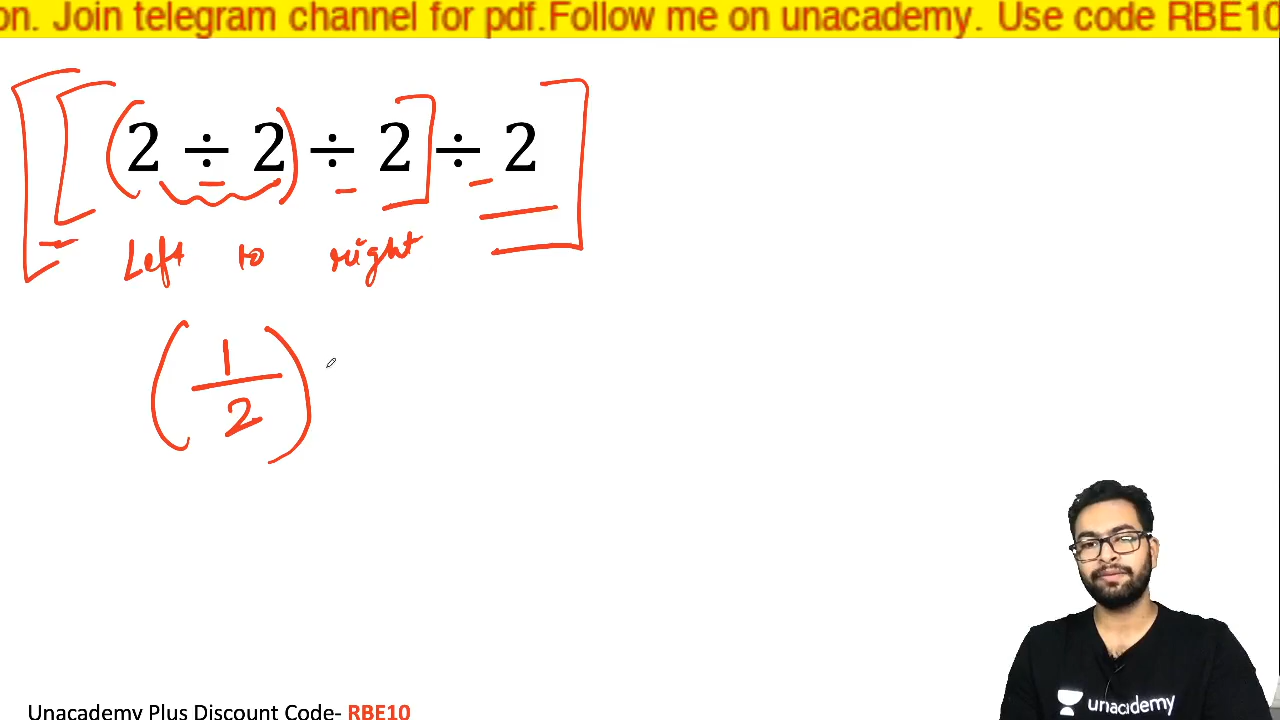 on. Join telegram channel for pdf.Follow me on unacademy. Use code RBE10
[[(2 ÷ 2) ÷ 2] ÷ 2]
Left to right
(1/2)
unacademy
Unacademy Plus Discount Code- RBE10